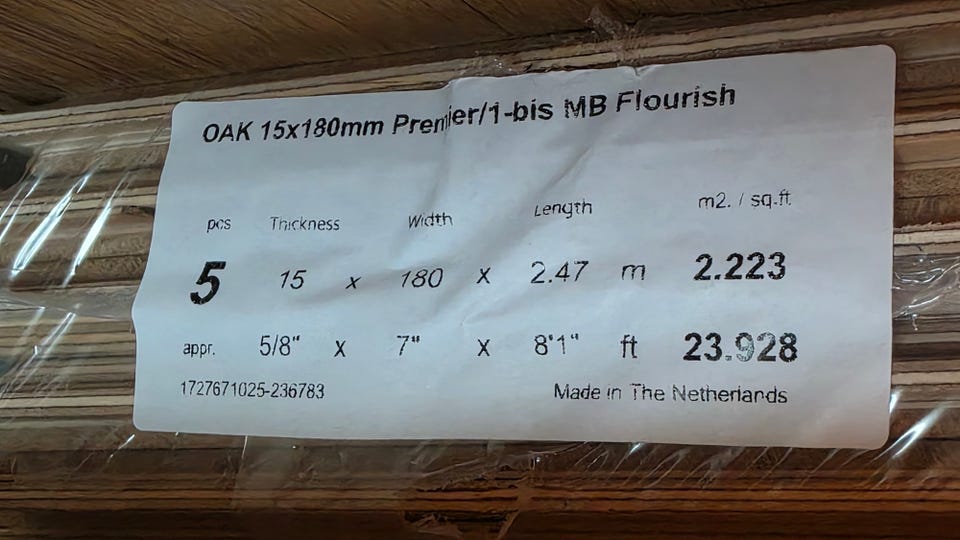 OAK 15x180mm Premier/1-bis MB Flourish
pcs Thickness Width Length m2. / sq.ft
5 15 x 180 x 2.47 m 2.223
appr. 5/8" x 7" x 8'1" ft 23.928
1727671025-236783 Made in The Netherlands